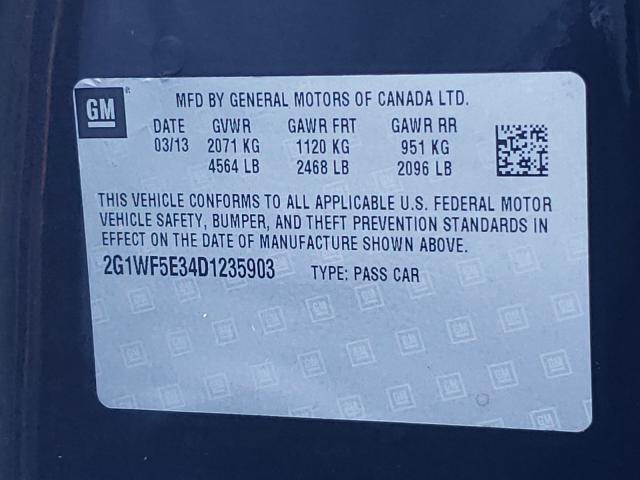 GM
MFD BY GENERAL MOTORS OF CANADA LTD.
DATE GVWR GAWR FRT GAWR RR
03/13 2071 KG 1120 KG 951 KG
4564 LB 2468 LB 2096 LB
THIS VEHICLE CONFORMS TO ALL APPLICABLE U.S. FEDERAL MOTOR
VEHICLE SAFETY, BUMPER, AND THEFT PREVENTION STANDARDS IN
EFFECT ON THE DATE OF MANUFACTURE SHOWN ABOVE.
2G1WF5E34D1235903 TYPE: PASS CAR